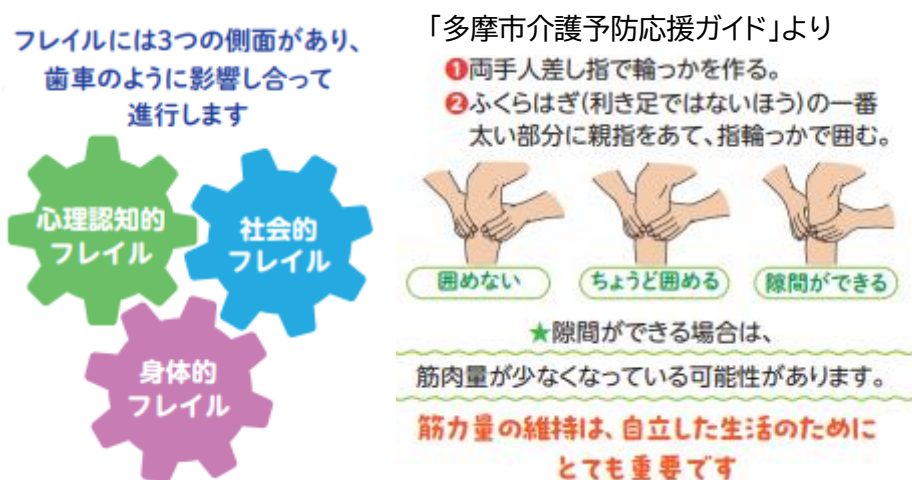 フレイルには3つの側面があり、
歯車のように影響し合って
進行します
心理認知的
フレイル
社会的
フレイル
身体的
フレイル
「多摩市介護予防応援ガイド」より
❶両手人差し指で輪っかを作る。
❷ふくらはぎ(利き足ではないほう)の一番
太い部分に親指をあて、指輪っかで囲む。
囲めない
ちょうど囲める
隙間ができる
★隙間ができる場合は、
筋肉量が少なくなっている可能性があります。
筋力量の維持は、自立した生活のために
とても重要です